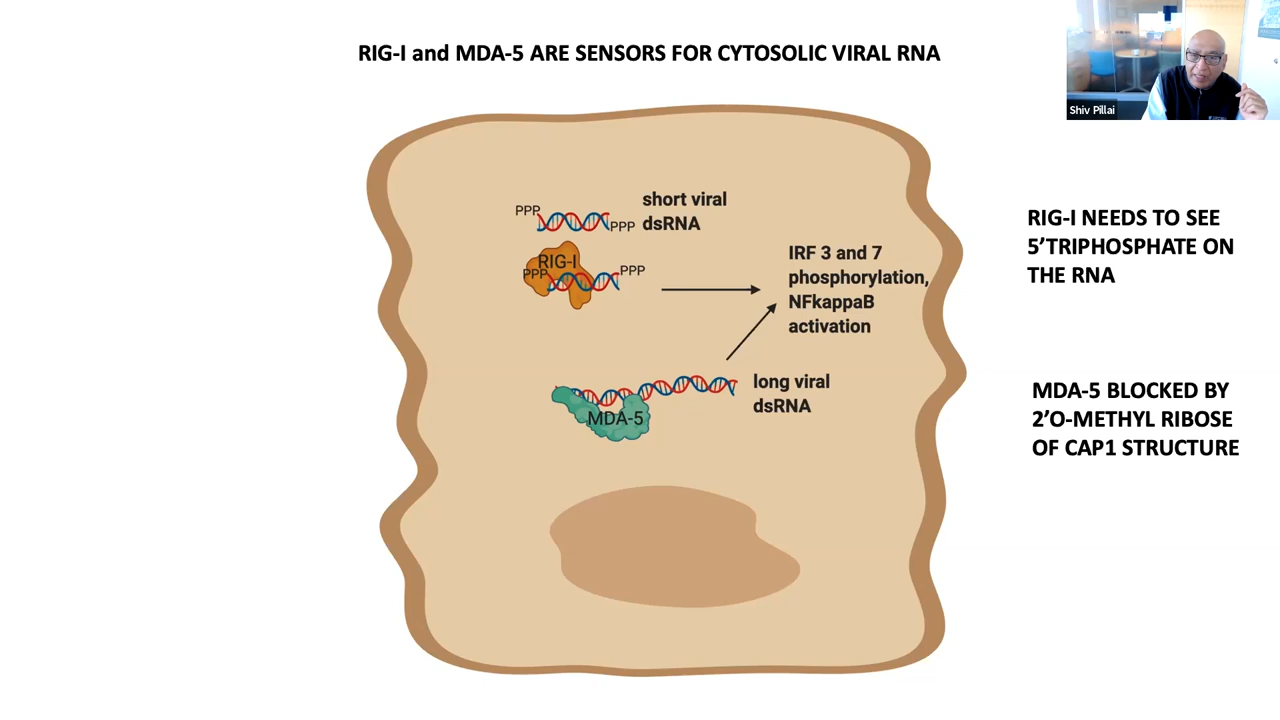 RIG-I and MDA-5 ARE SENSORS FOR CYTOSOLIC VIRAL RNA
Shiv Pillai
PPP
PPP
short viral
dsRNA
RIG-I
PPP
PPP
IRF 3 and 7
phosphorylation,
NFkappaB
activation
MDA-5
long viral
dsRNA
RIG-I NEEDS TO SEE
5’TRIPHOSPHATE ON
THE RNA
MDA-5 BLOCKED BY
2’O-METHYL RIBOSE
OF CAP1 STRUCTURE